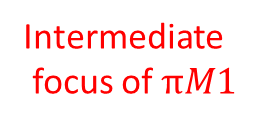 Intermediate
focus of π𝑀1